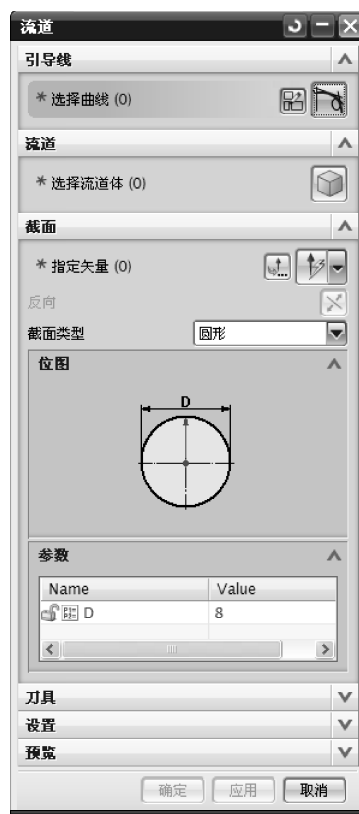 流道
引导线
* 选择曲线 (0)
流道
* 选择流道体 (0)
截面
* 指定矢量 (0)
反向
截面类型 圆形
位图
D
参数
Name Value
D 8
刀具
设置
预览
确定 应用 取消